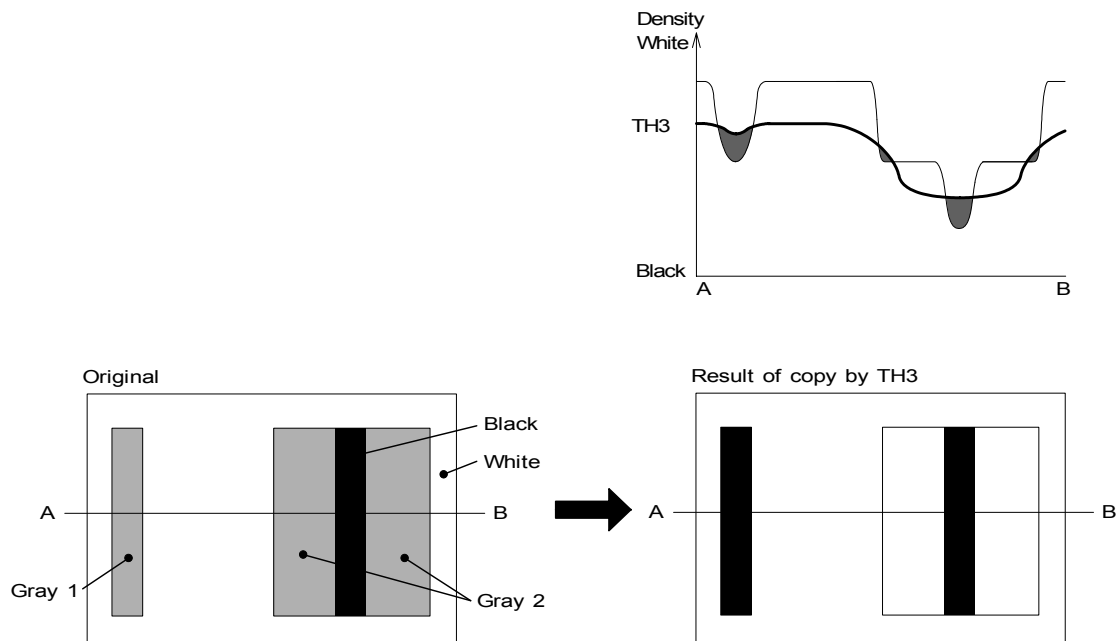 Density
White
TH3
Black
A
B
Original
Black
White
A
B
Gray 1
Gray 2
Result of copy by TH3
A
B